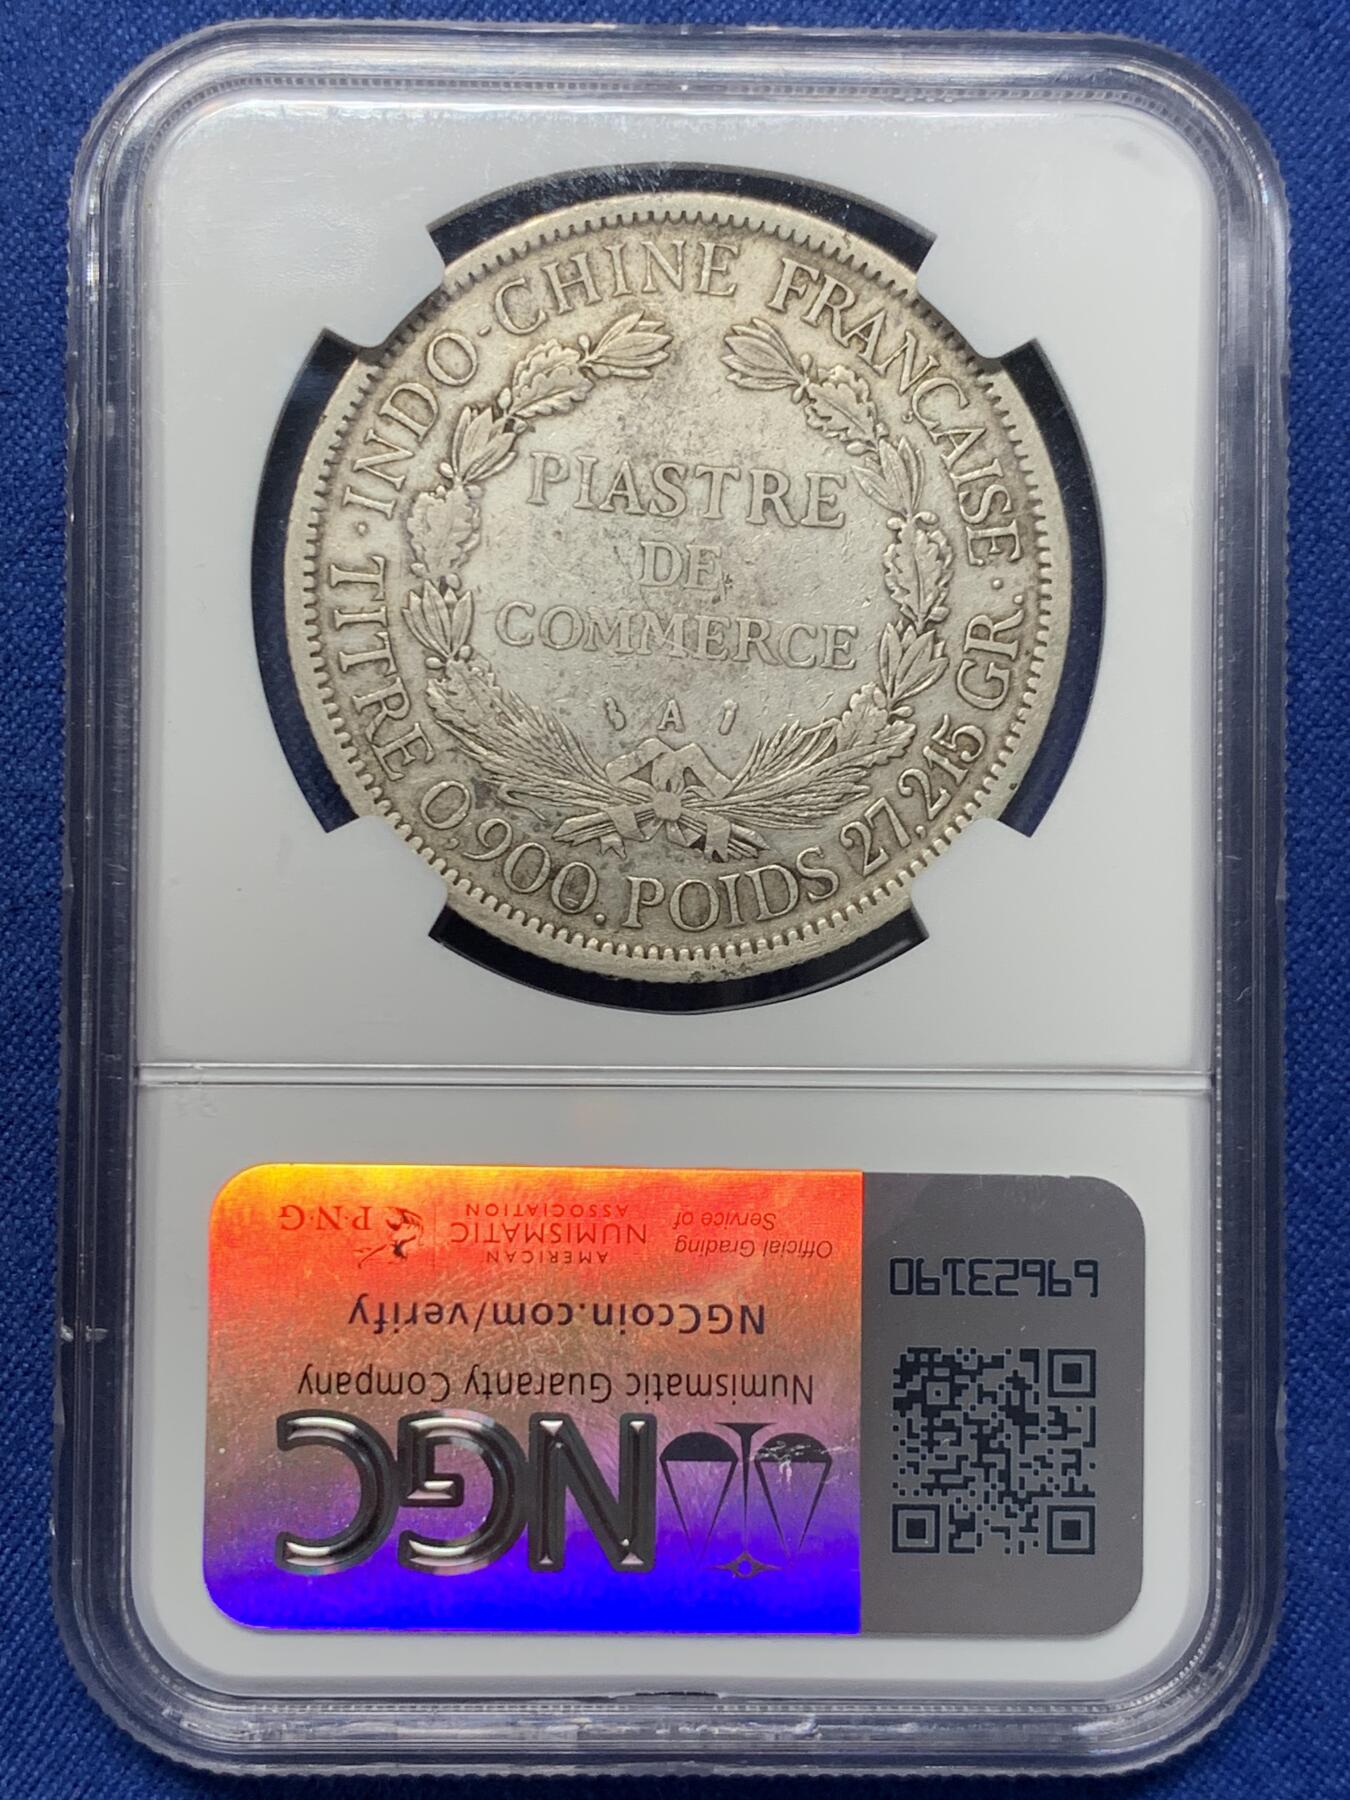 INDO-CHINE FRANÇAISE · TITRE 0,900. POIDS 27,215 GR. ·
PIASTRE
DE
COMMERCE
A
NGC
Numismatic Guaranty Company
NGCcoin.com/verify
Official Grading
Service of
AMERICAN
NUMISMATIC
ASSOCIATION
P·N·G